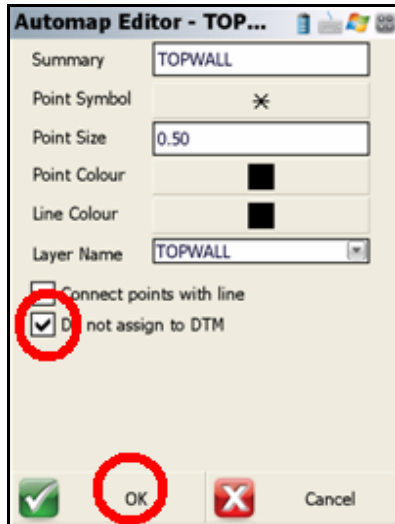 Automap Editor - TOP...
Summary TOPWALL
Point Symbol
Point Size 0.50
Point Colour
Line Colour
Layer Name TOPWALL
Connect points with line
Do not assign to DTM
OK Cancel